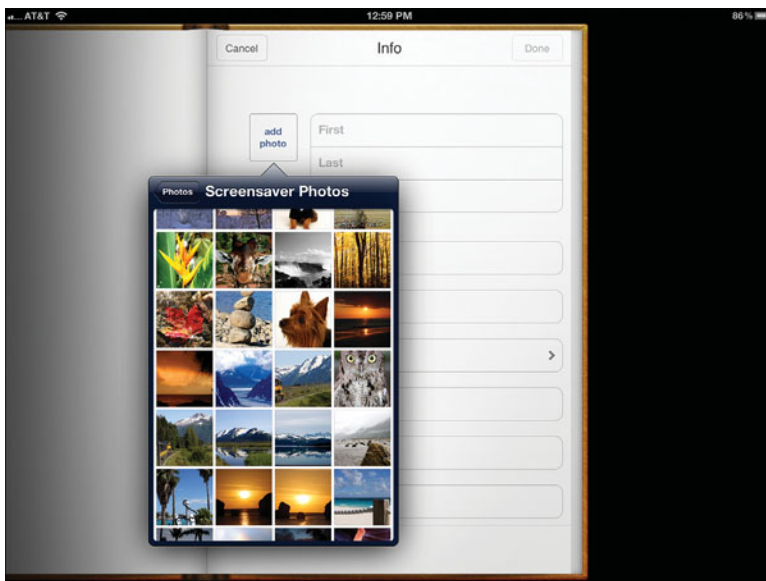 AT&T 12:59 PM 86%
Cancel Info Done
add
photo
First
Last
Photos Screensaver Photos